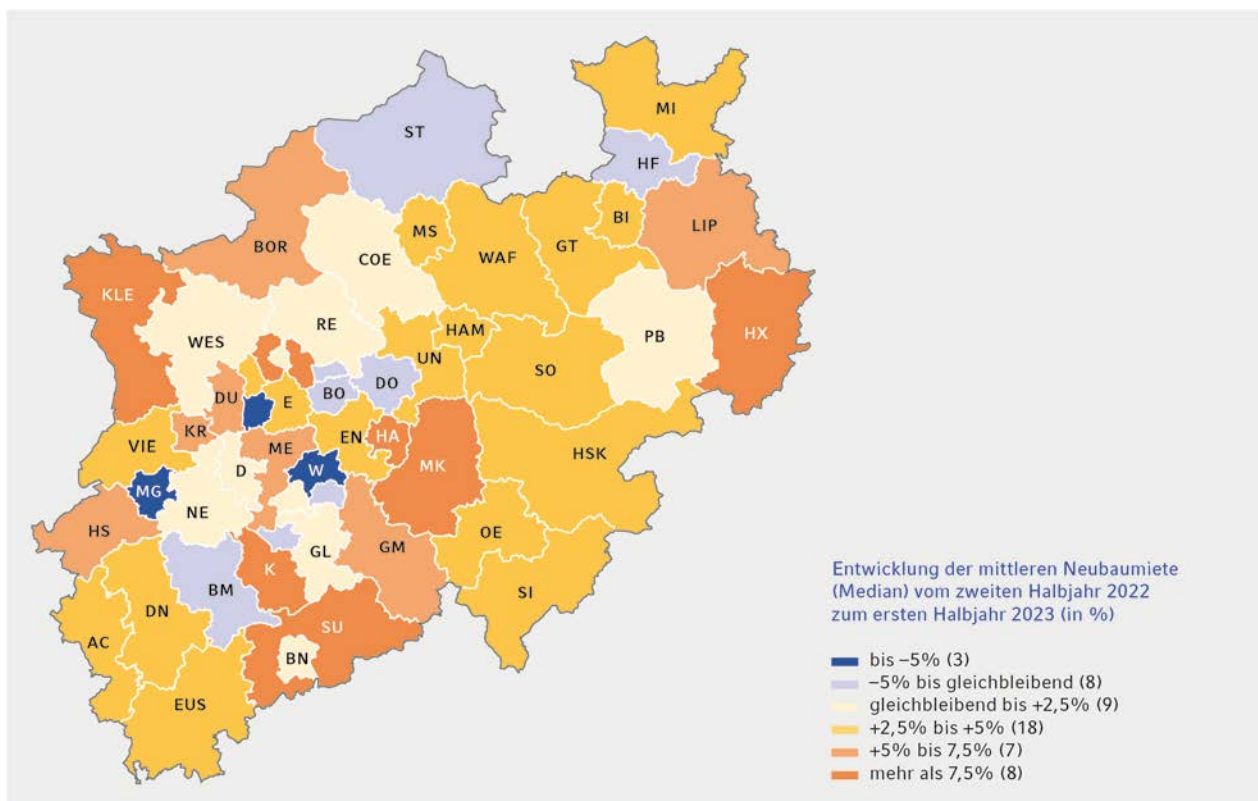 MI
ST
HF
BI
MS
LIP
GT
BOR
WAF
COE
KLE
HX
RE
HAM
PB
WES
UN
SO
DO
BO
DU
E
KR
EN
HA
VIE
ME
HSK
MK
D
W
MG
NE
OE
HS
GM
GL
K
BM
SI
DN
SU
AC
BN
EUS
Entwicklung der mittleren Neubaumiete
(Median) vom zweiten Halbjahr 2022
zum ersten Halbjahr 2023 (in %)
bis –5% (3)
–5% bis gleichbleibend (8)
gleichbleibend bis +2,5% (9)
+2,5% bis +5% (18)
+5% bis 7,5% (7)
mehr als 7,5% (8)